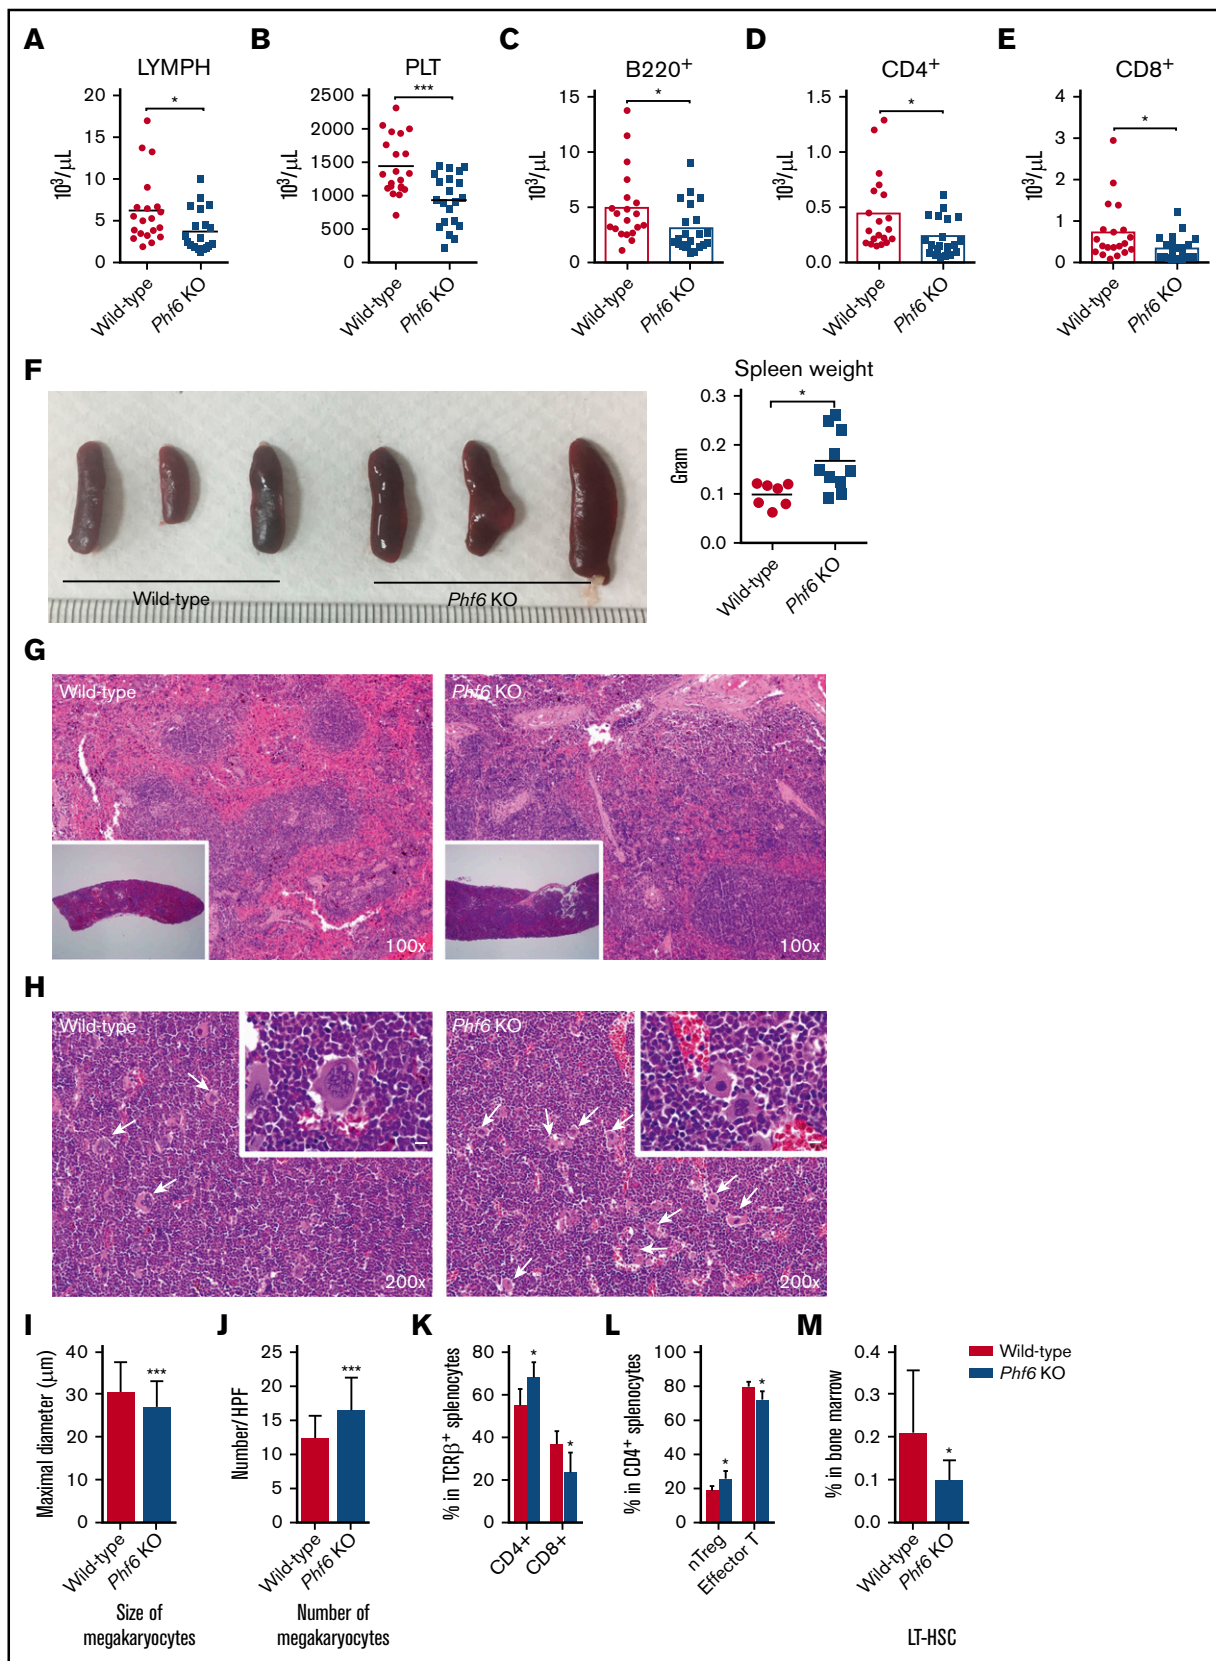 A
B
C
D
E
LYMPH
PLT
B220+
CD4+
CD8+
*
***
*
*
*
20
15
10
5
0
10³/μL
Wild-type
Phf6 KO
2500
2000
1500
1000
500
0
10³/μL
Wild-type
Phf6 KO
15
10
5
0
10³/μL
Wild-type
Phf6 KO
1.5
1.0
0.5
0.0
10³/μL
Wild-type
Phf6 KO
4
3
2
1
0
10³/μL
Wild-type
Phf6 KO
F
Wild-type
Phf6 KO
Spleen weight
*
0.3
0.2
0.1
0.0
Gram
Wild-type
Phf6 KO
G
Wild-type
100x
Phf6 KO
100x
H
Wild-type
200x
Phf6 KO
200x
I
40
30
20
10
0
Maximal diameter (μm)
***
Wild-type
Phf6 KO
Size of
megakaryocytes
J
25
20
15
10
5
0
Number/ HPF
***
Wild-type
Phf6 KO
Number of
megakaryocytes
K
80
60
40
20
0
% in TCRβ+ splenocytes
*
*
CD4+
CD8+
L
100
80
60
40
20
0
% in CD4+ splenocytes
*
*
nTreg
Effector T
M
0.4
0.3
0.2
0.1
0.0
% in bone marrow
*
Wild-type
Phf6 KO
LT-HSC
Wild-type
Phf6 KO